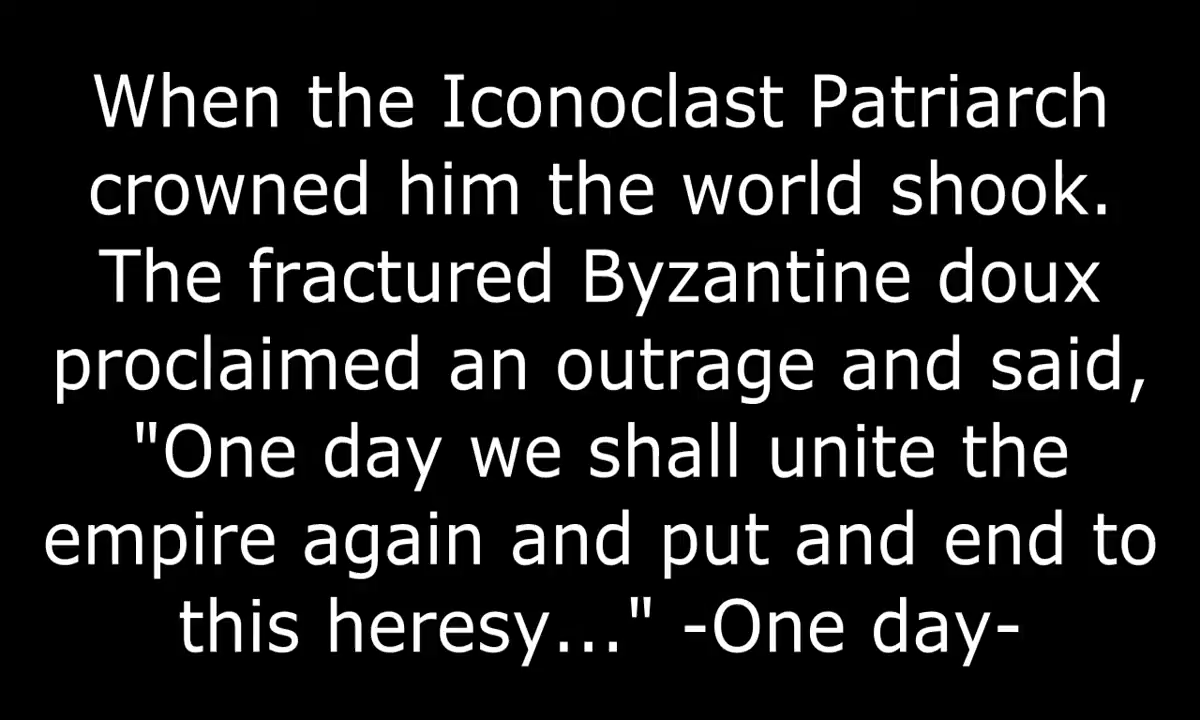 When the Iconoclast Patriarch
crowned him the world shook.
The fractured Byzantine doux
proclaimed an outrage and said,
"One day we shall unite the
empire again and put and end to
this heresy..." -One day-